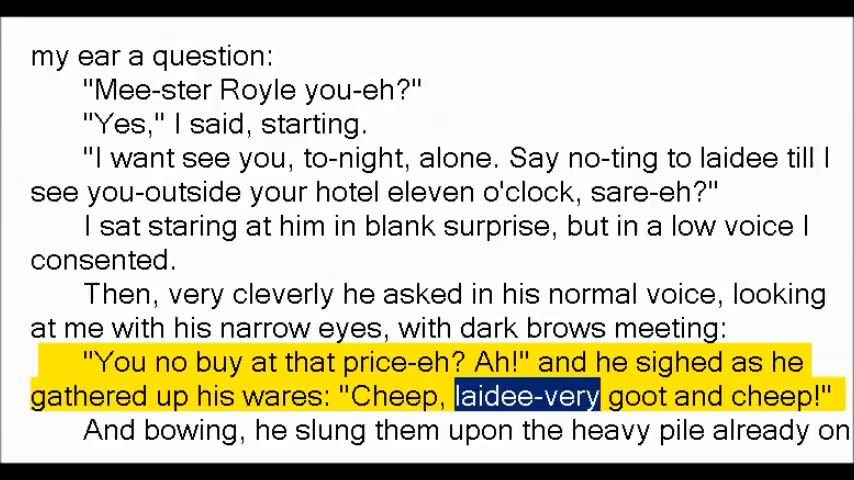 my ear a question:
"Mee-ster Royle you-eh?"
"Yes," I said, starting.
"I want see you, to-night, alone. Say no-ting to laidee till I
see you-outside your hotel eleven o'clock, sare-eh?"
I sat staring at him in blank surprise, but in a low voice I
consented.
Then, very cleverly he asked in his normal voice, looking
at me with his narrow eyes, with dark brows meeting:
"You no buy at that price-eh? Ah!" and he sighed as he
gathered up his wares: "Cheep, laidee-very goot and cheep!"
And bowing, he slung them upon the heavy pile already on